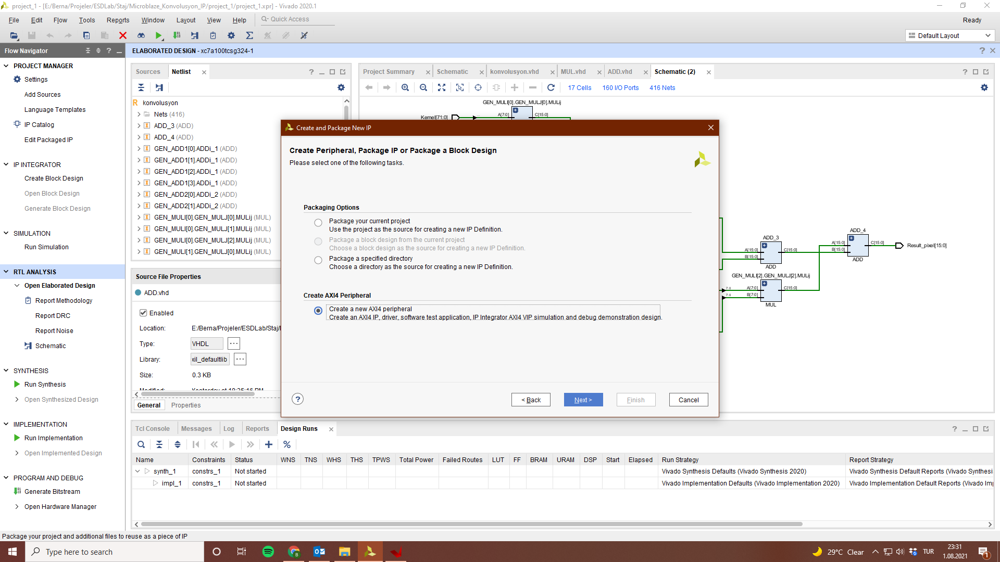 project_1 - [E:/Berna/Projeler/ESDLab/Staj/Microblaze_Konvolusyon_IP/project_1/project_1.xpr] - Vivado 2020.1
File Edit Flow Tools Reports Window Layout View Help Quick Access Ready
Default Layout
Flow Navigator
ELABORATED DESIGN - xc7a100tcsg324-1
PROJECT MANAGER
Settings
Add Sources
Language Templates
IP Catalog
Edit Packaged IP
IP INTEGRATOR
Create Block Design
Open Block Design
Generate Block Design
SIMULATION
Run Simulation
RTL ANALYSIS
Open Elaborated Design
Report Methodology
Report DRC
Report Noise
Schematic
SYNTHESIS
Run Synthesis
Open Synthesized Design
IMPLEMENTATION
Run Implementation
Open Implemented Design
PROGRAM AND DEBUG
Generate Bitstream
Open Hardware Manager
Sources Netlist
konvolusyon
Nets (416)
ADD_3 (ADD)
ADD_4 (ADD)
GEN_ADD1[0].ADDi_1 (ADD)
GEN_ADD1[1].ADDi_1 (ADD)
GEN_ADD1[2].ADDi_1 (ADD)
GEN_ADD1[3].ADDi_1 (ADD)
GEN_ADD2[0].ADDi_2 (ADD)
GEN_ADD2[1].ADDi_2 (ADD)
GEN_MULI[0].GEN_MULJ[0].MULij (MUL)
GEN_MULI[0].GEN_MULJ[1].MULij (MUL)
GEN_MULI[0].GEN_MULJ[2].MULij (MUL)
GEN_MULI[1].GEN_MULJ[0].MULij (MUL)
Source File Properties
ADD.vhd
Enabled
Location: E:/Berna/Projeler/ESDLab/Staj/
Type: VHDL
Library: xil_defaultlib
Size: 0.3 KB
Modified: Yesterday at 18:25:16 PM
General Properties
Project Summary Schematic konvolusyon.vhd MUL.vhd ADD.vhd Schematic (2)
17 Cells 160 I/O Ports 416 Nets
GEN_MULI[0].GEN_MULJ[0].MULij
Kernel[71:0] A[7:0] C[15:0]
ADD_4
A[15:0] C[15:0] Result_pixel[15:0]
B[15:0]
ADD
ADD_3
A[15:0] C[15:0]
B[15:0]
ADD
GEN_MULI[2].GEN_MULJ[2].MULij
7:0 A[7:0] C[15:0]
7:0 B[7:0]
MUL
Create and Package New IP
Create Peripheral, Package IP or Package a Block Design
Please select one of the following tasks.
Packaging Options
Package your current project
Use the project as the source for creating a new IP Definition.
Package a block design from the current project
Choose a block design as the source for creating a new IP Definition.
Package a specified directory
Choose a directory as the source for creating a new IP Definition.
Create AXI4 Peripheral
Create a new AXI4 peripheral
Create an AXI4 IP, driver, software test application, IP Integrator AXI4 VIP simulation and debug demonstration design.
< Back Next > Finish Cancel
Tcl Console Messages Log Reports Design Runs
Name Constraints Status WNS TNS WHS THS TPWS Total Power Failed Routes LUT FF BRAM URAM DSP Start Elapsed Run Strategy Report Strategy
synth_1 constrs_1 Not started Vivado Synthesis Defaults (Vivado Synthesis 2020) Vivado Synthesis Default Reports (Vivado Synthesi
impl_1 constrs_1 Not started Vivado Implementation Defaults (Vivado Implementation 2020) Vivado Implementation Default Reports (Vivado Im
Package your project and additional files to reuse as a piece of IP
Type here to search
29°C Clear
TUR
23:31
1.08.2021
1